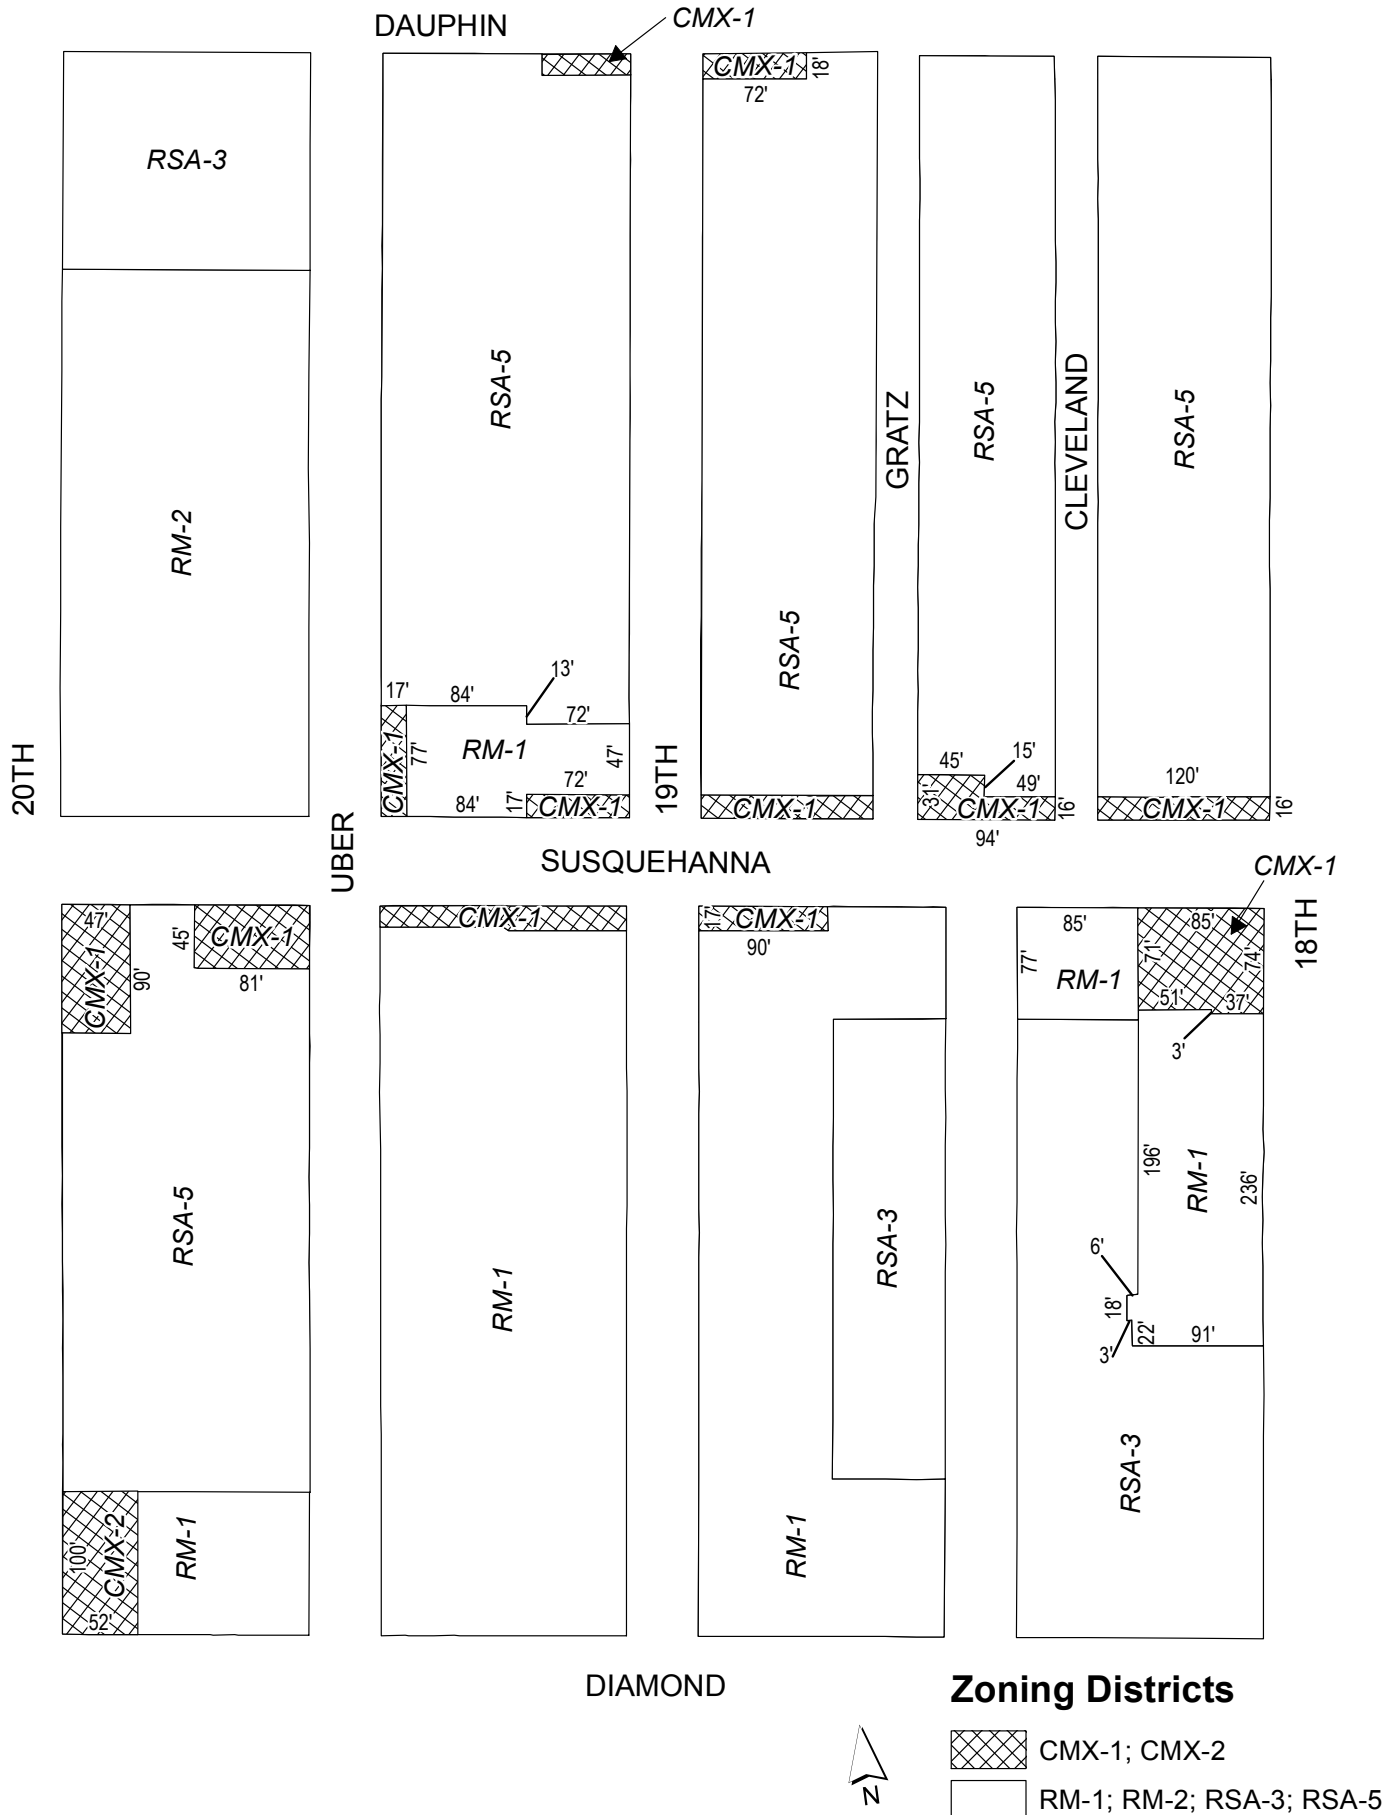 DAUPHIN
CMX-1
CMX-1
18'
72'
RSA-3
RSA-5
RSA-5
RSA-5
GRATZ
CLEVELAND
RM-2
RSA-5
13'
17'
84'
72'
CMX-1
77'
RM-1
47'
72'
84'
17'
CMX-1
20TH
19TH
CMX-1
45'
15'
31'
49'
CMX-1
16'
94'
120'
CMX-1
16'
UBER
SUSQUEHANNA
CMX-1
18TH
47'
CMX-1
90'
45'
CMX-1
81'
CMX-1
17'
CMX-1
90'
85'
77'
RM-1
85'
71'
74'
51'
37'
3'
196'
RM-1
236'
RSA-5
RM-1
RSA-3
6'
18'
3'
22'
91'
RSA-3
100'
CMX-2
52'
RM-1
RM-1
DIAMOND
Zoning Districts
N
CMX-1; CMX-2
RM-1; RM-2; RSA-3; RSA-5